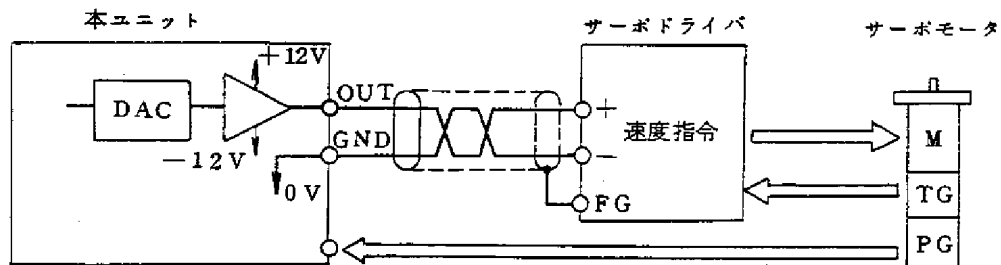 本ユニット
サーボドライバ
サーボモータ
+12V
DAC
-12V
OUT
GND
0V
+
速度指令
-
FG
M
TG
PG